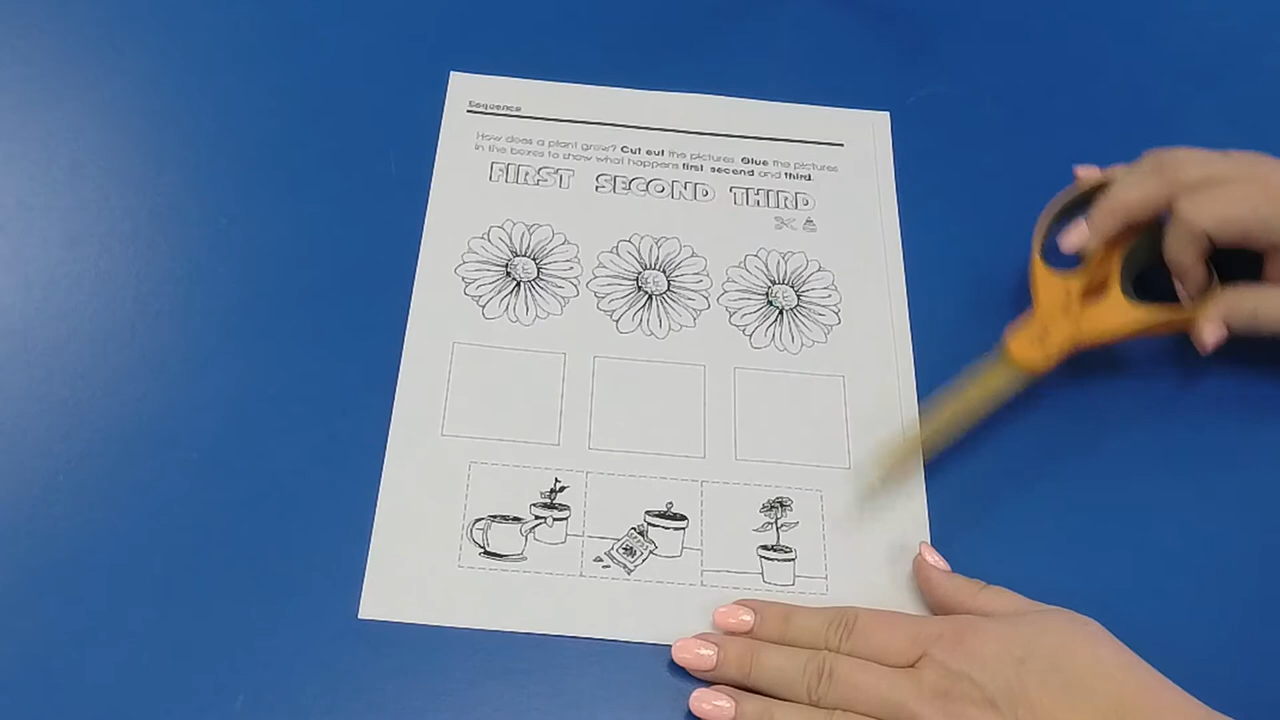 Sequence
How does a plant grow? Cut out the pictures. Glue the pictures
in the boxes to show what happens first second and third.
FIRST SECOND THIRD
SEEDS